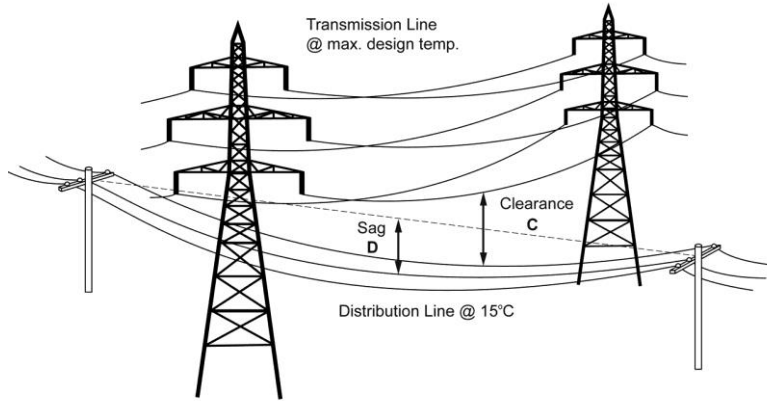 Transmission Line
@ max. design temp.
Clearance
C
Sag
D
Distribution Line @ 15°C